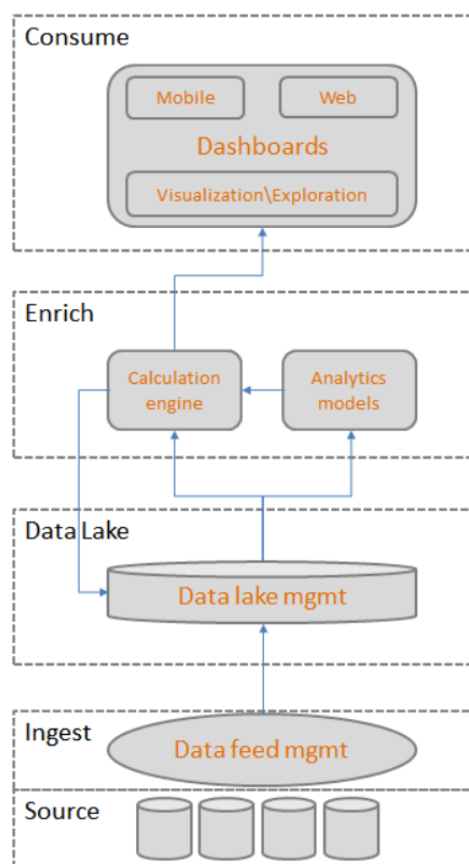 Consume
Mobile
Web
Dashboards
Visualization\Exploration
Enrich
Calculation
engine
Analytics
models
Data Lake
Data lake mgmt
Ingest
Data feed mgmt
Source